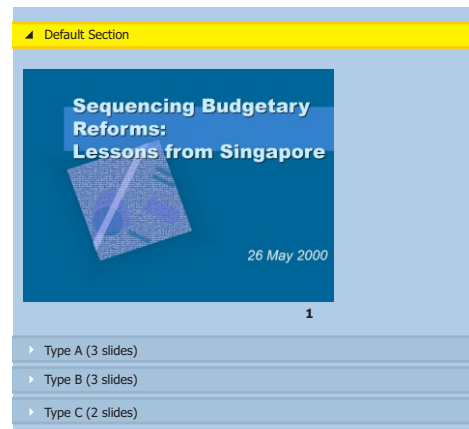 Default Section
Sequencing Budgetary
Reforms:
Lessons from Singapore
26 May 2000
1
Type A (3 slides)
Type B (3 slides)
Type C (2 slides)